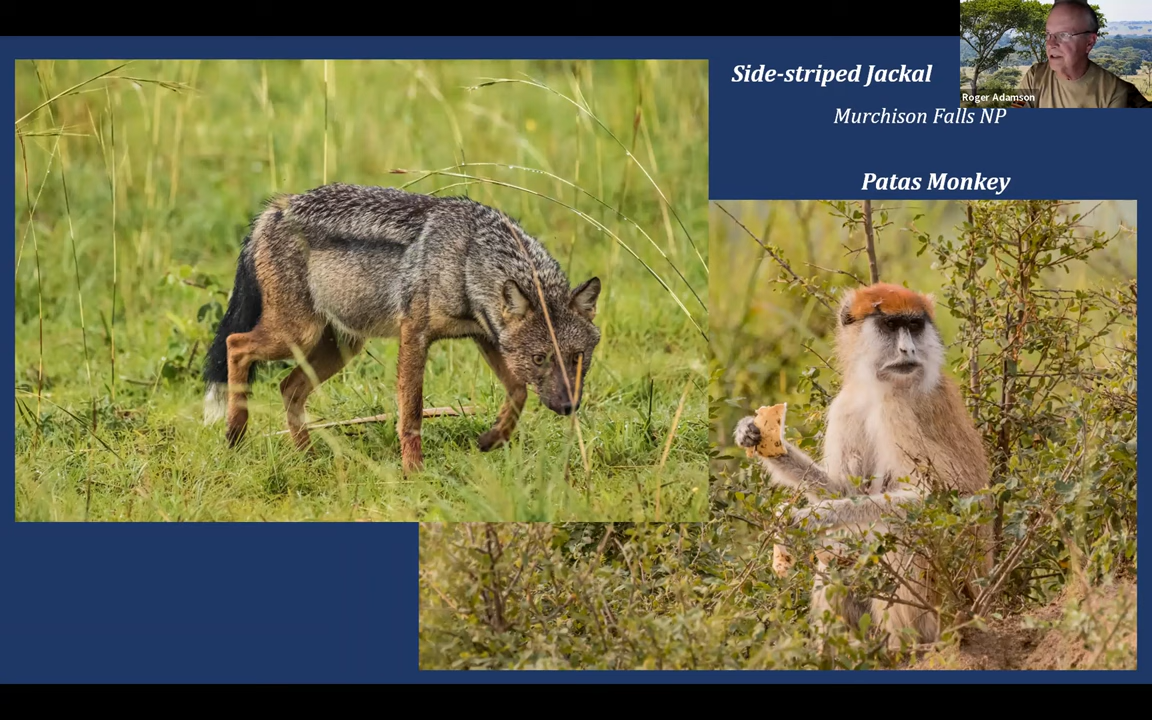 Side-striped Jackal
Roger Adamson
Murchison Falls NP
Patas Monkey